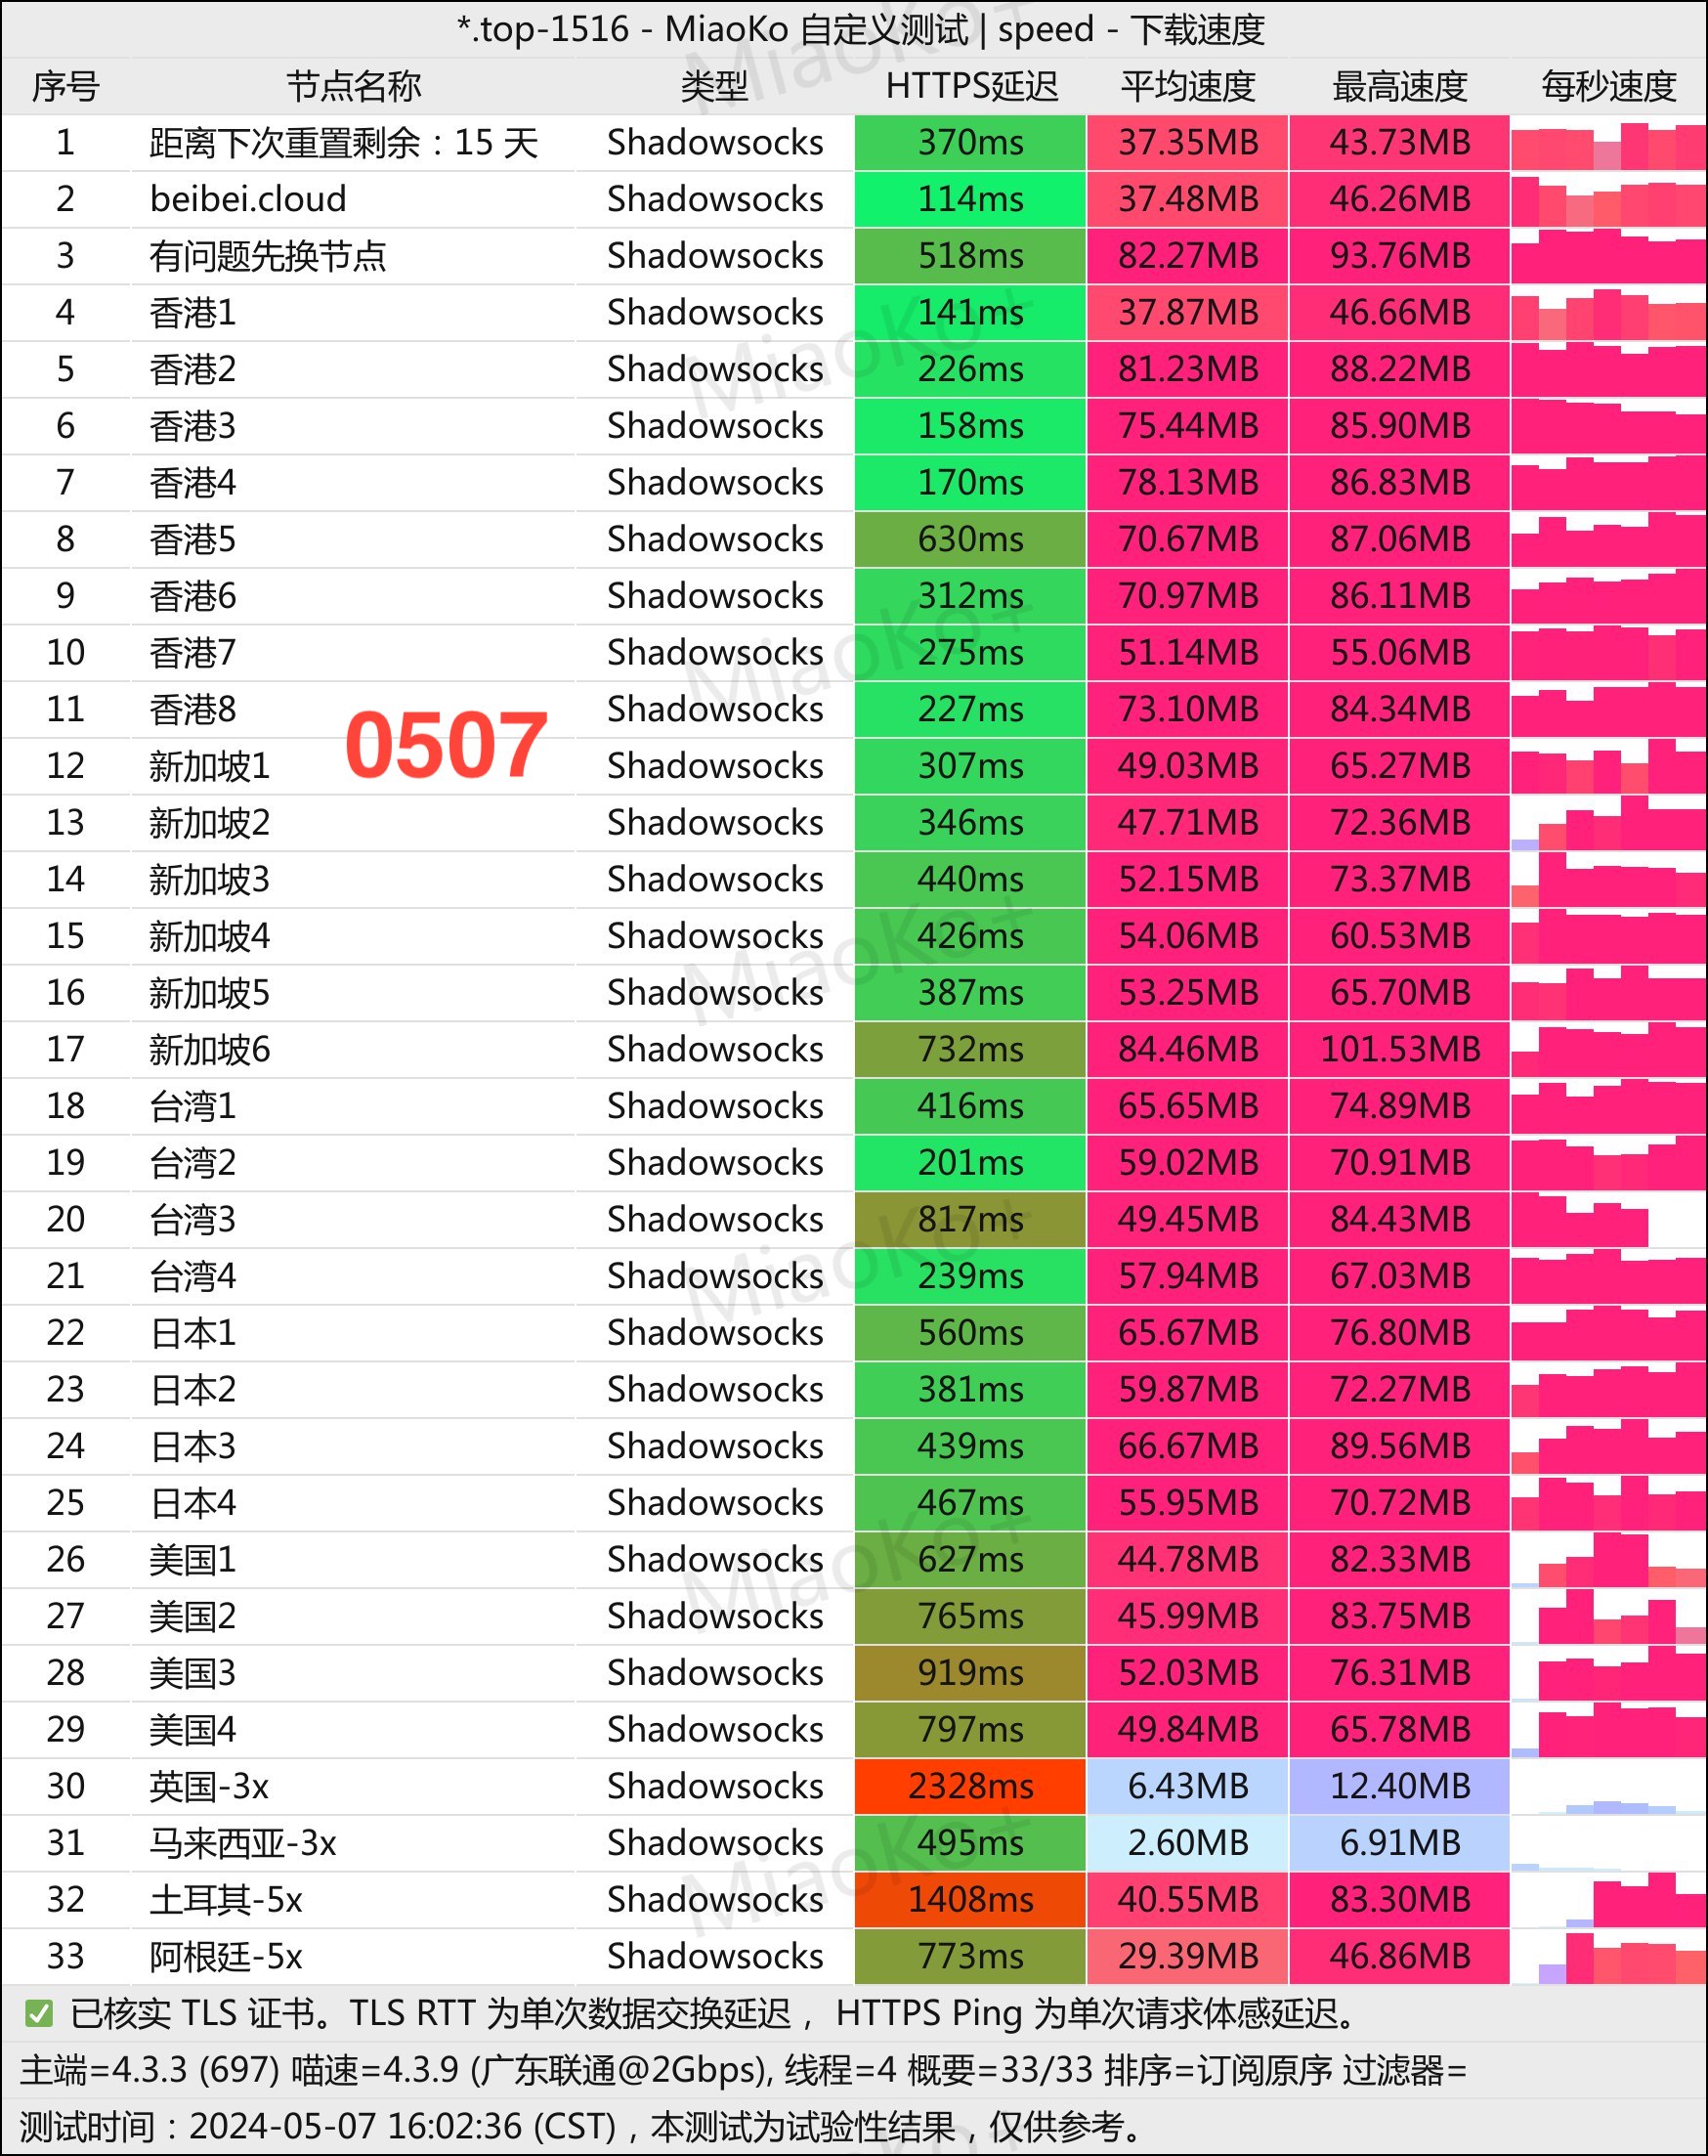 *.top-1516 - MiaoKo 自定义测试 | speed - 下载速度
序号 节点名称 类型 HTTPS延迟 平均速度 最高速度 每秒速度
1 距离下次重置剩余：15 天 Shadowsocks 370ms 37.35MB 43.73MB
2 beibei.cloud Shadowsocks 114ms 37.48MB 46.26MB
3 有问题先换节点 Shadowsocks 518ms 82.27MB 93.76MB
4 香港1 Shadowsocks 141ms 37.87MB 46.66MB
5 香港2 Shadowsocks 226ms 81.23MB 88.22MB
6 香港3 Shadowsocks 158ms 75.44MB 85.90MB
7 香港4 Shadowsocks 170ms 78.13MB 86.83MB
8 香港5 Shadowsocks 630ms 70.67MB 87.06MB
9 香港6 Shadowsocks 312ms 70.97MB 86.11MB
10 香港7 Shadowsocks 275ms 51.14MB 55.06MB
11 香港8 Shadowsocks 227ms 73.10MB 84.34MB
0507
12 新加坡1 Shadowsocks 307ms 49.03MB 65.27MB
13 新加坡2 Shadowsocks 346ms 47.71MB 72.36MB
14 新加坡3 Shadowsocks 440ms 52.15MB 73.37MB
15 新加坡4 Shadowsocks 426ms 54.06MB 60.53MB
16 新加坡5 Shadowsocks 387ms 53.25MB 65.70MB
17 新加坡6 Shadowsocks 732ms 84.46MB 101.53MB
18 台湾1 Shadowsocks 416ms 65.65MB 74.89MB
19 台湾2 Shadowsocks 201ms 59.02MB 70.91MB
20 台湾3 Shadowsocks 817ms 49.45MB 84.43MB
21 台湾4 Shadowsocks 239ms 57.94MB 67.03MB
22 日本1 Shadowsocks 560ms 65.67MB 76.80MB
23 日本2 Shadowsocks 381ms 59.87MB 72.27MB
24 日本3 Shadowsocks 439ms 66.67MB 89.56MB
25 日本4 Shadowsocks 467ms 55.95MB 70.72MB
26 美国1 Shadowsocks 627ms 44.78MB 82.33MB
27 美国2 Shadowsocks 765ms 45.99MB 83.75MB
28 美国3 Shadowsocks 919ms 52.03MB 76.31MB
29 美国4 Shadowsocks 797ms 49.84MB 65.78MB
30 英国-3x Shadowsocks 2328ms 6.43MB 12.40MB
31 马来西亚-3x Shadowsocks 495ms 2.60MB 6.91MB
32 土耳其-5x Shadowsocks 1408ms 40.55MB 83.30MB
33 阿根廷-5x Shadowsocks 773ms 29.39MB 46.86MB
✅ 已核实 TLS 证书。TLS RTT 为单次数据交换延迟， HTTPS Ping 为单次请求体感延迟。
主端=4.3.3 (697) 喵速=4.3.9 (广东联通@2Gbps), 线程=4 概要=33/33 排序=订阅原序 过滤器=
测试时间：2024-05-07 16:02:36 (CST)，本测试为试验性结果，仅供参考。
MiaoKo+
MiaoKo+
MiaoKo+
MiaoKo+
MiaoKo+
MiaoKo+
MiaoKo+